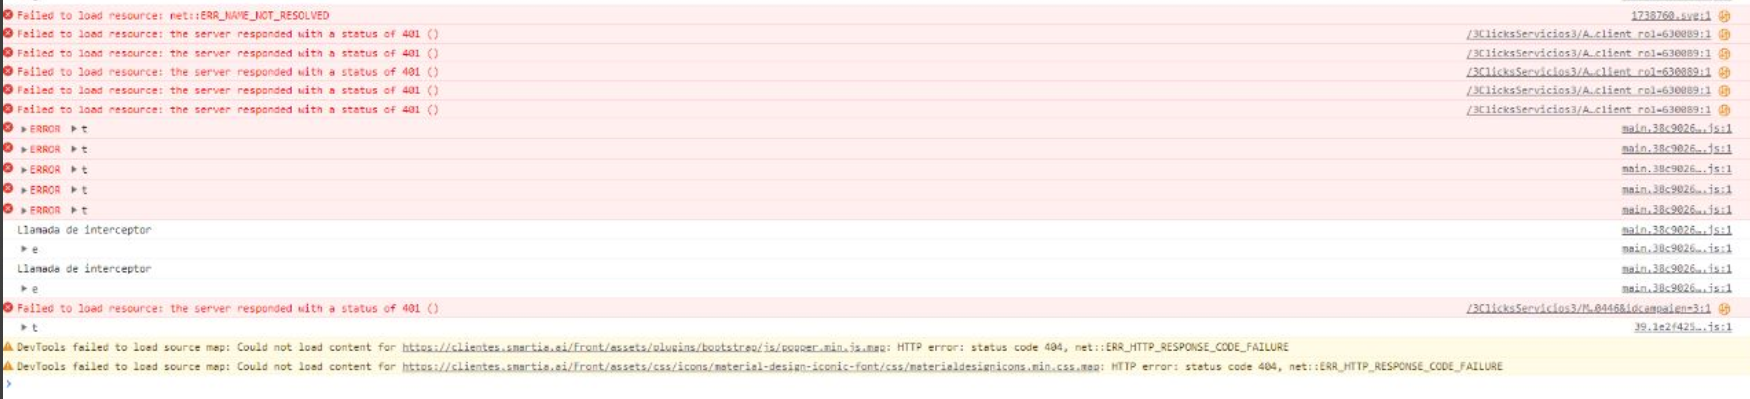 Failed to load resource: net::ERR_NAME_NOT_RESOLVED 1738760.svg:1
Failed to load resource: the server responded with a status of 401 () /3ClicksServicios3/A…client_rol=630089:1
Failed to load resource: the server responded with a status of 401 () /3ClicksServicios3/A…client_rol=630089:1
Failed to load resource: the server responded with a status of 401 () /3ClicksServicios3/A…client_rol=630089:1
Failed to load resource: the server responded with a status of 401 () /3ClicksServicios3/A…client_rol=630089:1
Failed to load resource: the server responded with a status of 401 () /3ClicksServicios3/A…client_rol=630089:1
ERROR t main.38c9026….js:1
ERROR t main.38c9026….js:1
ERROR t main.38c9026….js:1
ERROR t main.38c9026….js:1
ERROR t main.38c9026….js:1
Llamada de interceptor main.38c9026….js:1
e main.38c9026….js:1
Llamada de interceptor main.38c9026….js:1
e main.38c9026….js:1
Failed to load resource: the server responded with a status of 401 () /3ClicksServicios3/M…0446&idcampaign=3:1
t 39.1e2f425….js:1
DevTools failed to load source map: Could not load content for https://clientes.smartia.ai/Front/assets/plugins/bootstrap/js/popper.min.js.map: HTTP error: status code 404, net::ERR_HTTP_RESPONSE_CODE_FAILURE
DevTools failed to load source map: Could not load content for https://clientes.smartia.ai/Front/assets/css/icons/material-design-iconic-font/css/materialdesignicons.min.css.map: HTTP error: status code 404, net::ERR_HTTP_RESPONSE_CODE_FAILURE